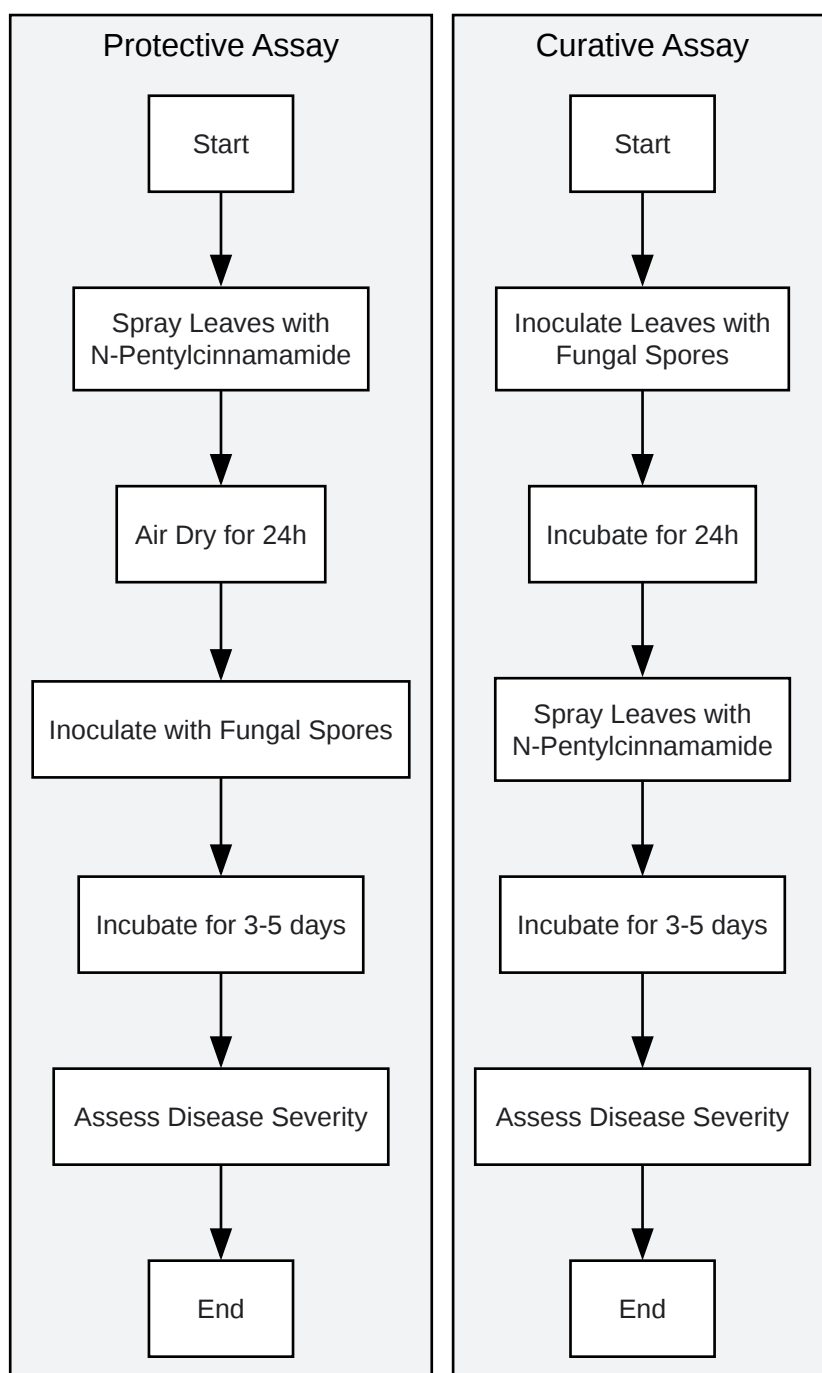 Protective Assay
Start
Spray Leaves with
N-Pentylcinnamamide
Air Dry for 24h
Inoculate with Fungal Spores
Incubate for 3-5 days
Assess Disease Severity
End
Curative Assay
Start
Inoculate Leaves with
Fungal Spores
Incubate for 24h
Spray Leaves with
N-Pentylcinnamamide
Incubate for 3-5 days
Assess Disease Severity
End